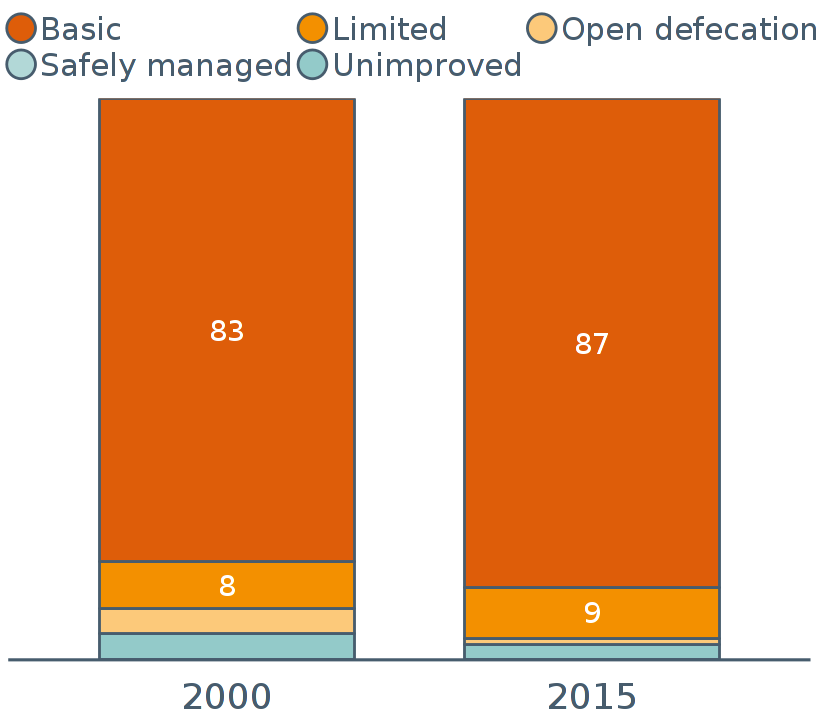 Basic Limited Open defecation
Safely managed Unimproved
83 87
8 9
2000 2015